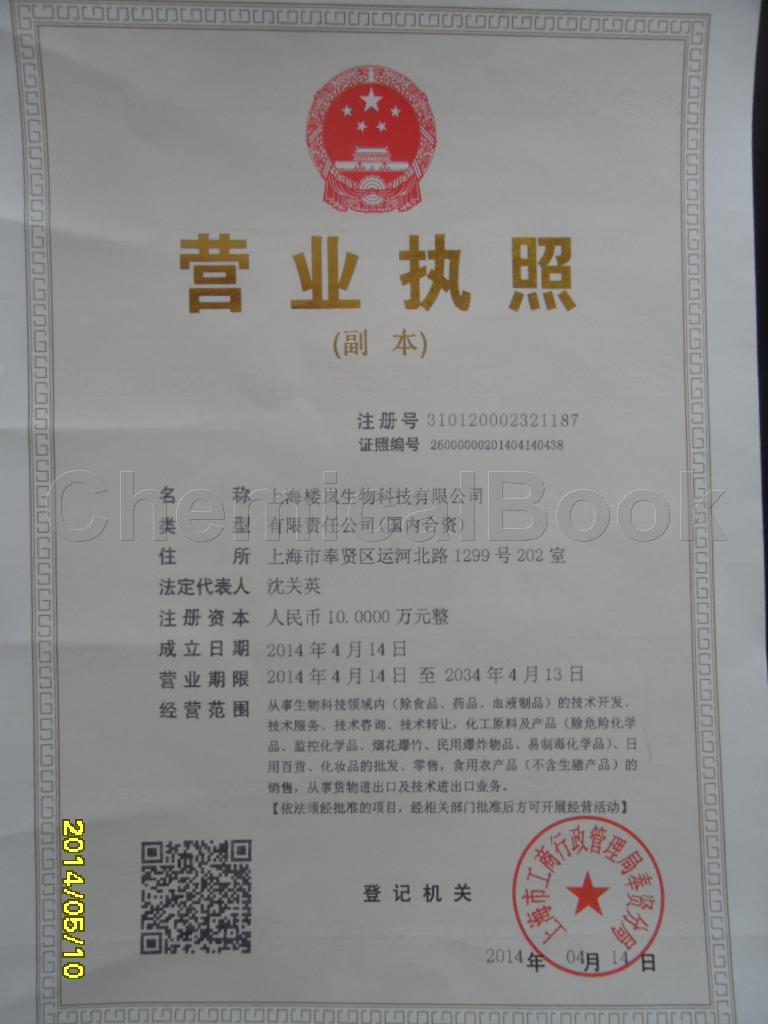 营业执照
(副 本)
注册号 310120002321187
证照编号 26000000201404140438
名 称 上海楼岚生物科技有限公司
类 型 有限责任公司(国内合资)
住 所 上海市奉贤区运河北路1299号202室
法定代表人 沈关英
注册资本 人民币10.0000万元整
成立日期 2014年4月14日
营业期限 2014年4月14日 至 2034年4月13日
经营范围 从事生物科技领域内(除食品、药品、血液制品)的技术开发、
技术服务、技术咨询、技术转让,化工原料及产品(除危险化学
品、监控化学品、烟花爆竹、民用爆炸物品、易制毒化学品)、日
用百货、化妆品的批发、零售,食用农产品(不含生猪产品)的
销售,从事货物进出口及技术进出口业务。
【依法须经批准的项目,经相关部门批准后方可开展经营活动】
登记机关
上海市工商行政管理局奉贤分局
2014年 04月 14日
2014/05/10
ChemicalBook